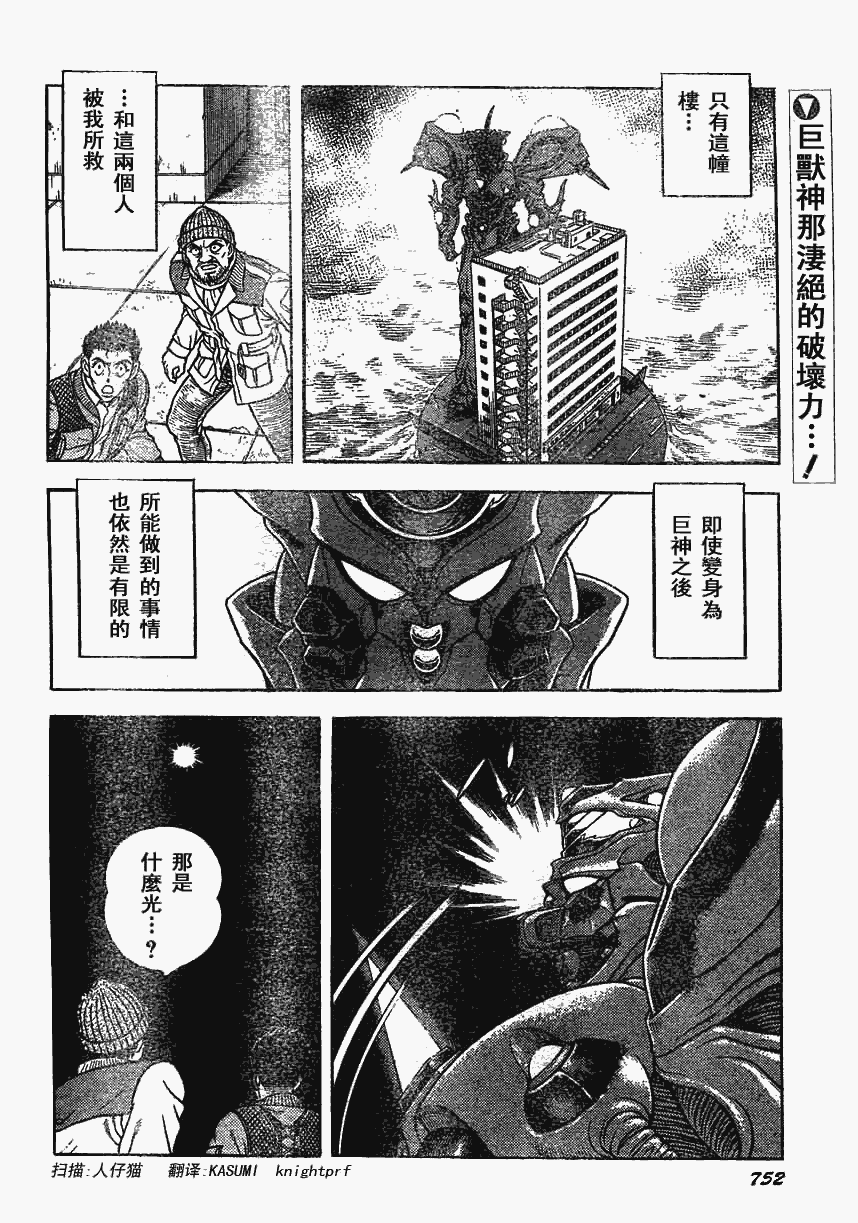 巨獸神那淒絕的破壞力…！
只有這幢
樓…
…和這兩個人
被我所救
即使變身為
巨神之後
所能做到的事情
也依然是有限的
那是
什麼光…？
扫描:人仔猫 翻译:KASUMI knightprf
752